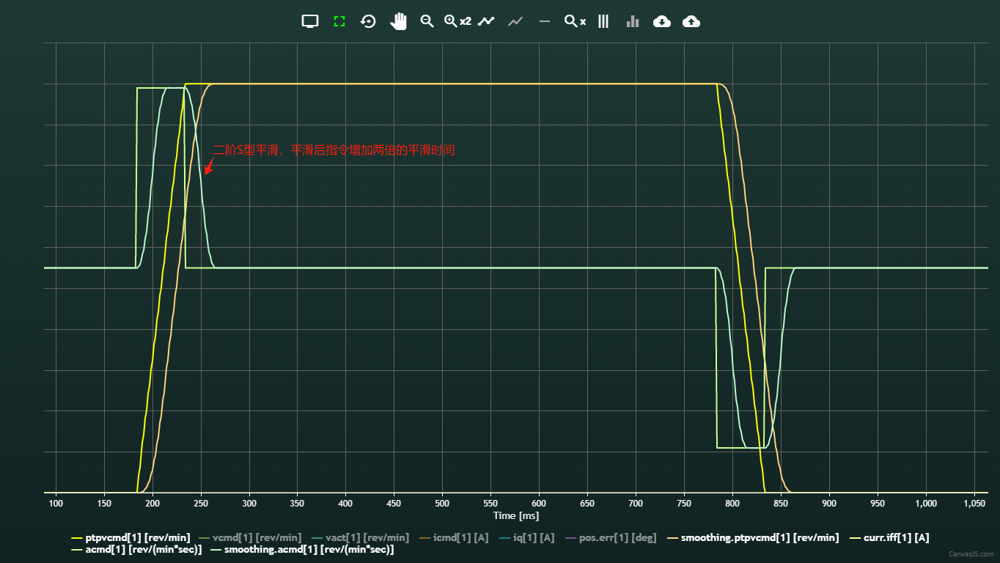 x2
x
二阶S型平滑，平滑后指令增加两倍的平滑时间
100 150 200 250 300 350 400 450 500 550 600 650 700 750 800 850 900 950 1,000 1,050
Time [ms]
ptpvcmd[1] [rev/min] vcmd[1] [rev/min] vact[1] [rev/min] icmd[1] [A] iq[1] [A] pos.err[1] [deg] smoothing.ptpvcmd[1] [rev/min] curr.iff[1] [A]
acmd[1] [rev/(min*sec)] smoothing.acmd[1] [rev/(min*sec)]
CanvasJS.com